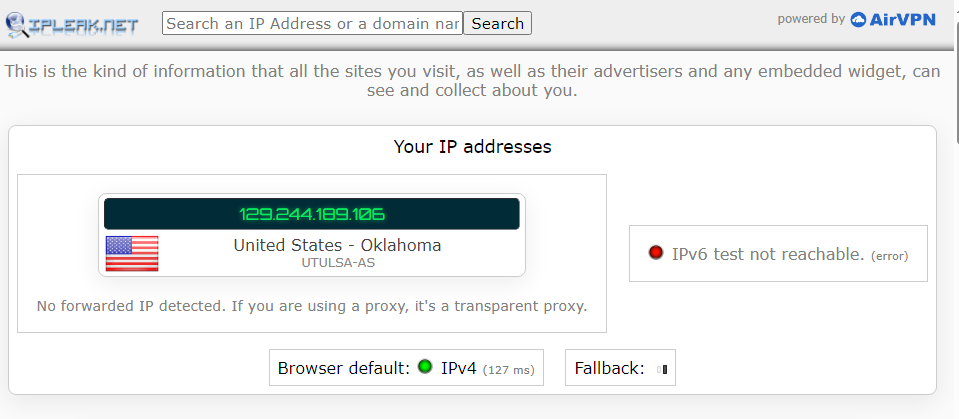 IPLEAK.NET
Search an IP Address or a domain nar
Search
powered by AirVPN
This is the kind of information that all the sites you visit, as well as their advertisers and any embedded widget, can
see and collect about you.
Your IP addresses
129.244.189.106
United States - Oklahoma
UTULSA-AS
No forwarded IP detected. If you are using a proxy, it's a transparent proxy.
IPv6 test not reachable. (error)
Browser default: IPv4 (127 ms)
Fallback: